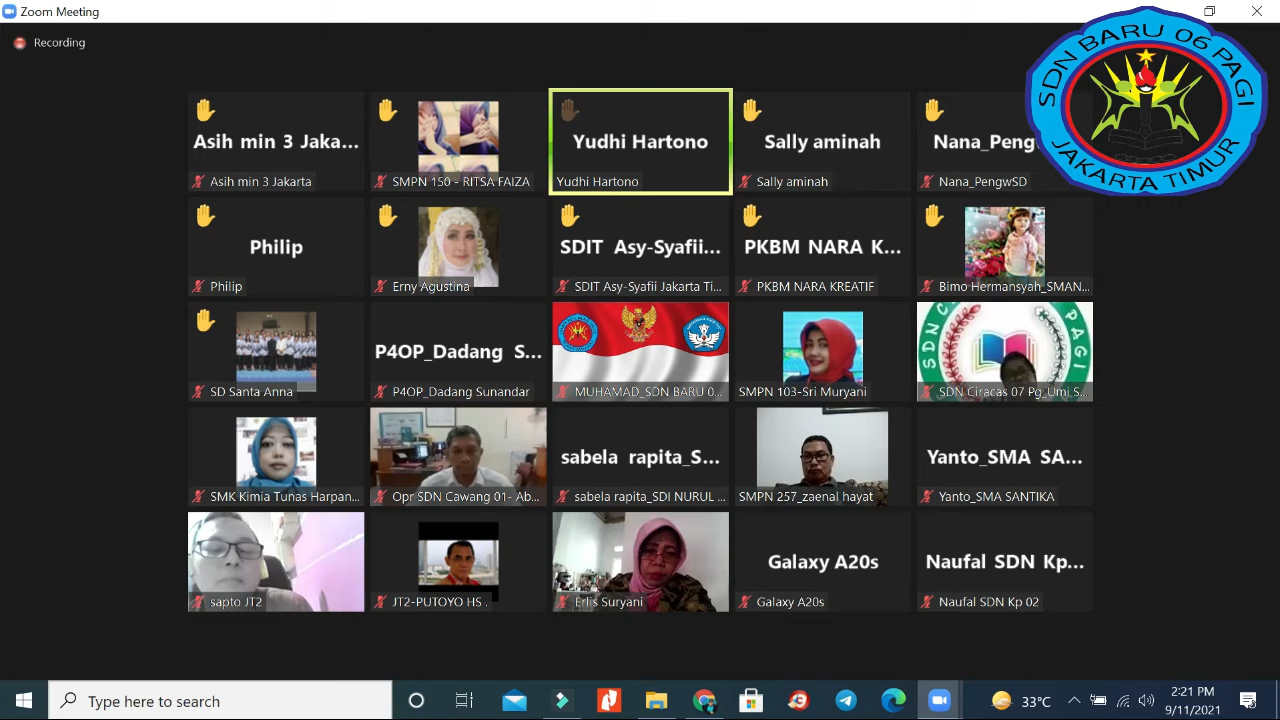 Zoom Meeting
Recording
SDN BARU 06 PAGI
JAKARTA TIMUR
Asih min 3 Jaka...
Asih min 3 Jakarta
SMPN 150 - RITSA FAIZA
Yudhi Hartono
Yudhi Hartono
Sally aminah
Sally aminah
Nana_Pengw
Nana_PengwSD
Philip
Philip
Erny Agustina
SDIT Asy-Syafii...
SDIT Asy-Syafii Jakarta Ti...
PKBM NARA K...
PKBM NARA KREATIF
Bimo Hermansyah_SMAN...
SD Santa Anna
P4OP_Dadang S...
P4OP_Dadang Sunandar
MUHAMAD_SDN BARU 0...
SMPN 103-Sri Muryani
SDN C PAGI
SDN Ciracas 07 Pg_Umi S...
SMK Kimia Tunas Harpan...
Opr SDN Cawang 01- Ab...
sabela rapita_S...
sabela rapita_SDI NURUL ...
SMPN 257_zaenal hayat
Yanto_SMA SA...
Yanto_SMA SANTIKA
sapto JT2
JT2-PUTOYO HS .
Erlis Suryani
Galaxy A20s
Galaxy A20s
Naufal SDN Kp...
Naufal SDN Kp 02
Type here to search
33°C
2:21 PM
9/11/2021